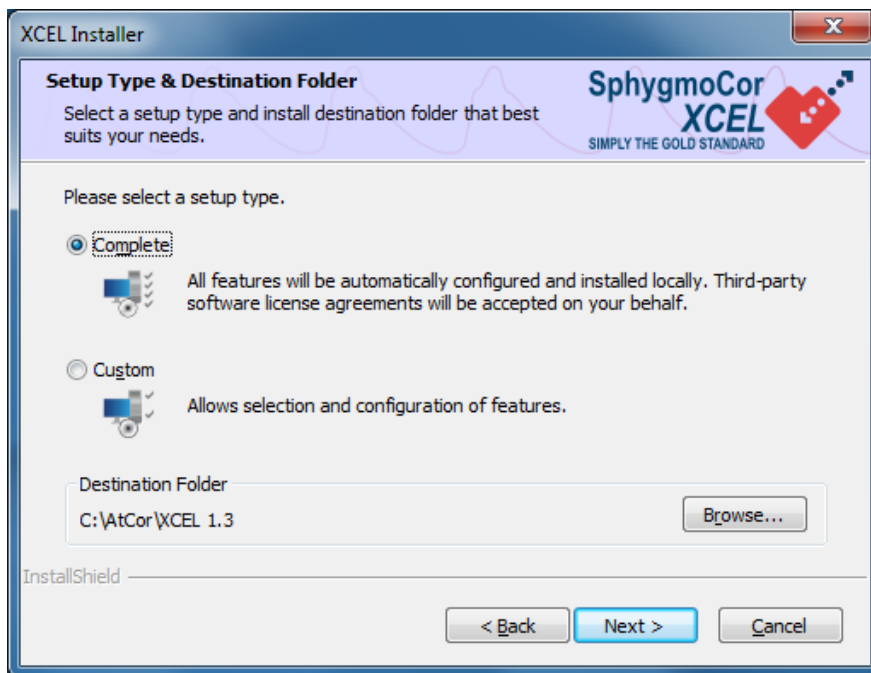 XCEL Installer
Setup Type & Destination Folder
Select a setup type and install destination folder that best
suits your needs.
SphygmoCor
XCEL
SIMPLY THE GOLD STANDARD
Please select a setup type.
Complete
All features will be automatically configured and installed locally. Third-party
software license agreements will be accepted on your behalf.
Custom
Allows selection and configuration of features.
Destination Folder
C:\AtCor\XCEL 1.3
Browse...
InstallShield
< Back
Next >
Cancel